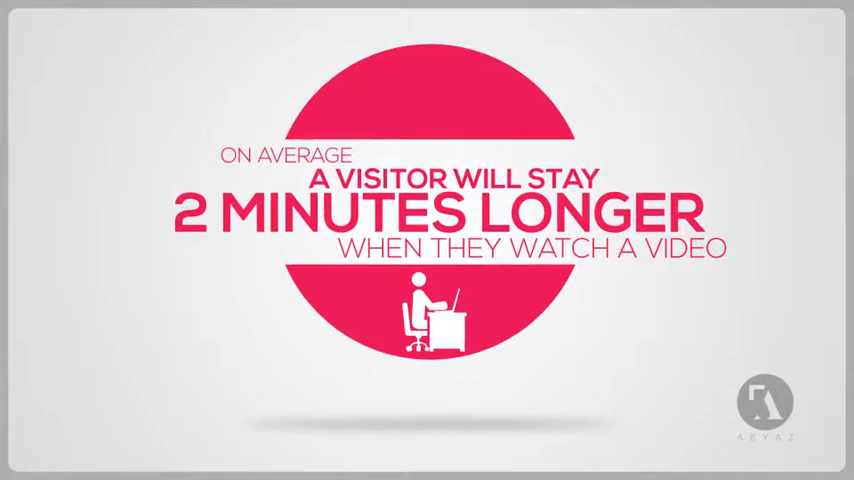 ON AVERAGE
A VISITOR WILL STAY
2 MINUTES LONGER
WHEN THEY WATCH A VIDEO
AEYAZ